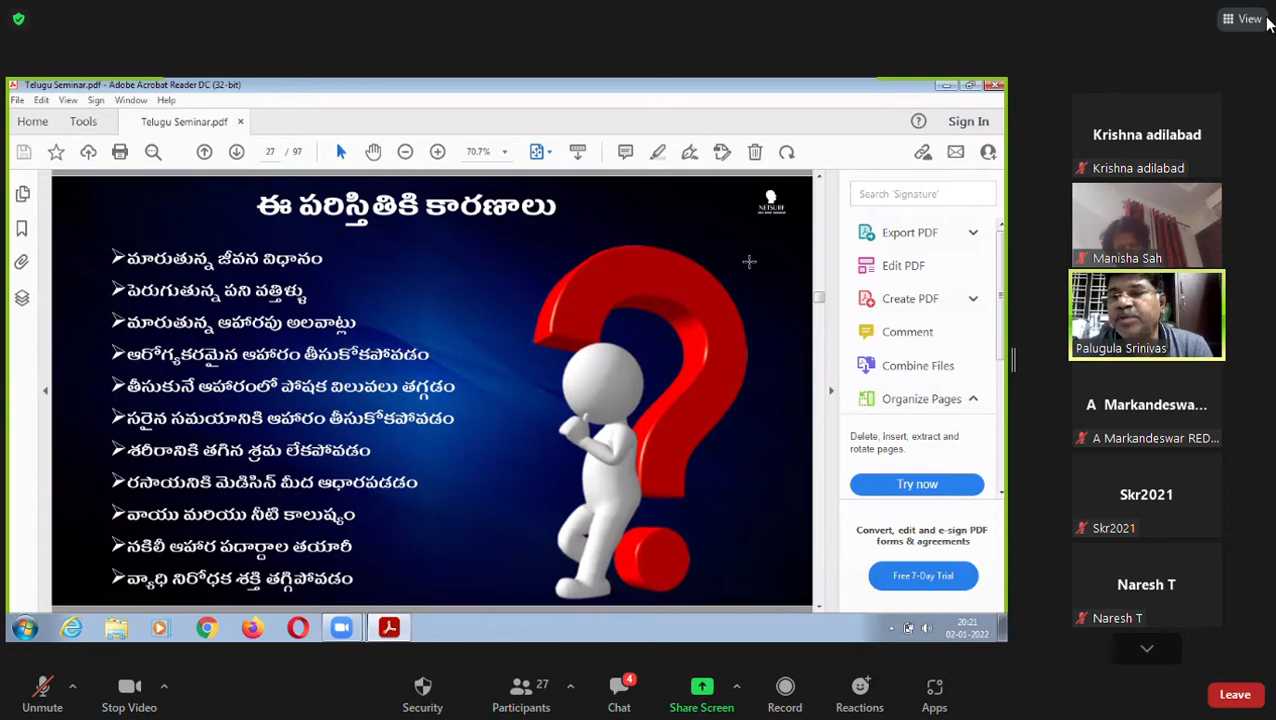 View
Telugu Seminar.pdf - Adobe Acrobat Reader DC (32-bit)
File Edit View Sign Window Help
Home Tools Telugu Seminar.pdf × Sign In
27 / 97 70.7%
ఈ పరిస్తితికి కారణాలు
NETSURF
మారుతున్న జీవన విధానం
పెరుగుతున్న పని వత్తిళ్ళు
మారుతున్న ఆహారపు అలవాట్లు
ఆరోగ్యకరమైన ఆహారం తీసుకోకపోవడం
తీసుకునే ఆహారంలో పోషక విలువలు తగ్గడం
సరైన సమయానికి ఆహారం తీసుకోకపోవడం
శరీరానికి తగిన శ్రమ లేకపోవడం
రసాయనికి మెడిసిన్ మీద ఆధారపడడం
వాయు మరియు నీటి కాలుష్యం
నకిలీ ఆహార పదార్దాల తయారీ
వ్యాధి నిరోధక శక్తి తగ్గిపోవడం
Search 'Signature'
Export PDF
Edit PDF
Create PDF
Comment
Combine Files
Organize Pages
Delete, insert, extract and
rotate pages.
Try now
Convert, edit and e-sign PDF
forms & agreements
Free 7-Day Trial
20:21
02-01-2022
Krishna adilabad
Krishna adilabad
Manisha Sah
Palugula Srinivas
A Markandeswa...
A Markandeswar RED...
Skr2021
Skr2021
Naresh T
Naresh T
Unmute
Stop Video
Security
27
Participants
4
Chat
Share Screen
Record
Reactions
Apps
Leave